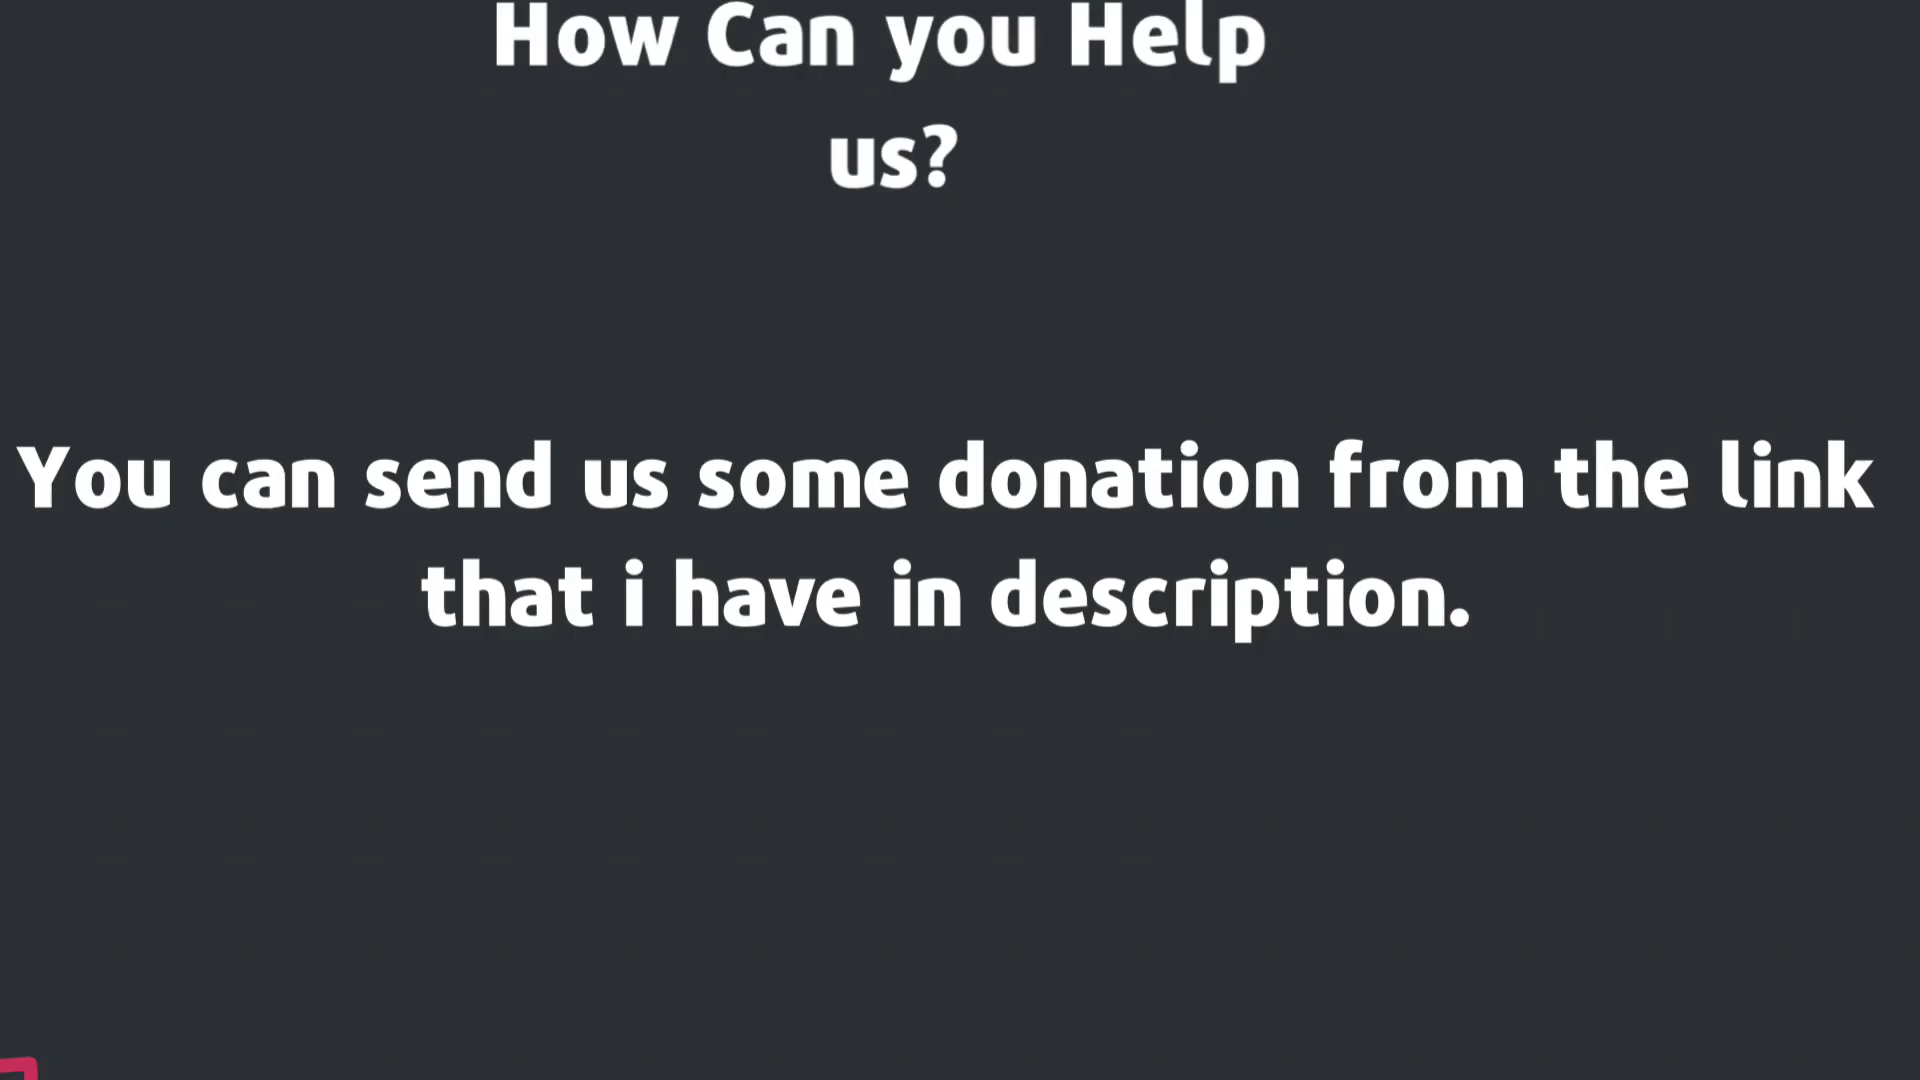 How Can you Help
us?
You can send us some donation from the link
that i have in description.